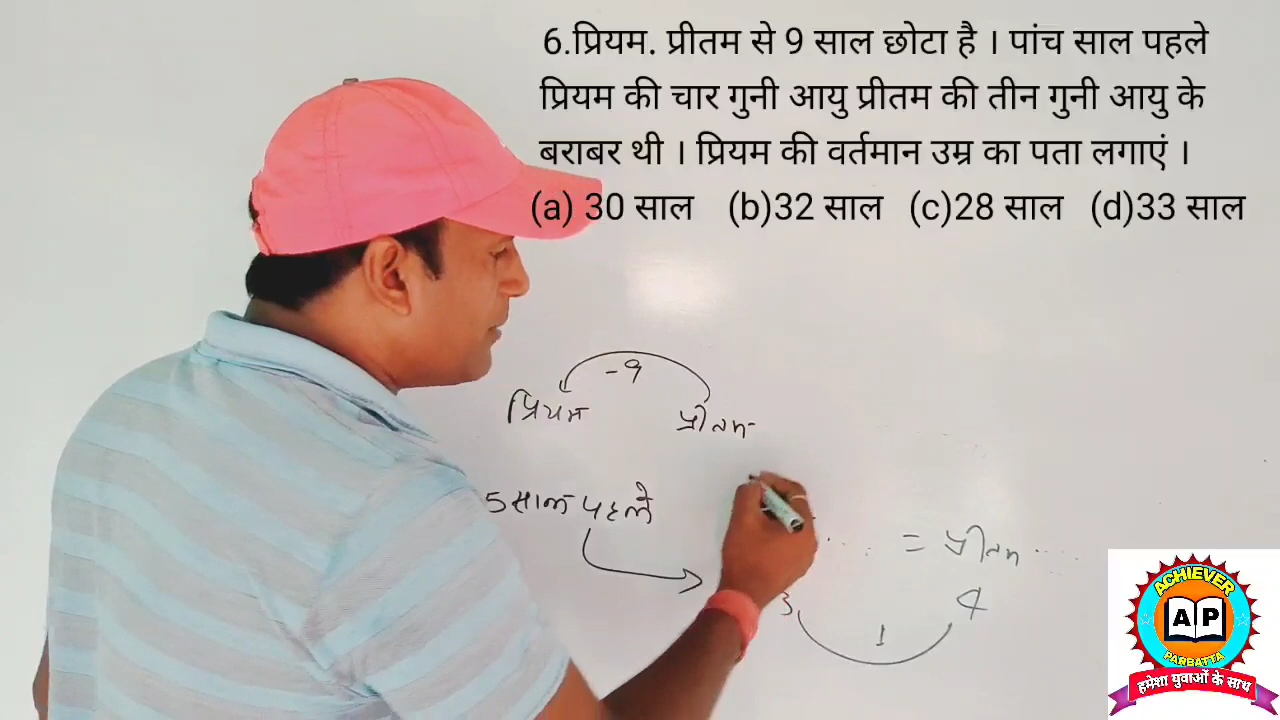 6.प्रियम. प्रीतम से 9 साल छोटा है । पांच साल पहले
प्रियम की चार गुनी आयु प्रीतम की तीन गुनी आयु के
बराबर थी । प्रियम की वर्तमान उम्र का पता लगाएं ।
(a) 30 साल (b)32 साल (c)28 साल (d)33 साल
-9
प्रियम प्रीतम
5 साल पहले
= प्रीतम
3 4
1
ACHIEVER
AP
PARBATTA
हमेशा युवाओं के साथ